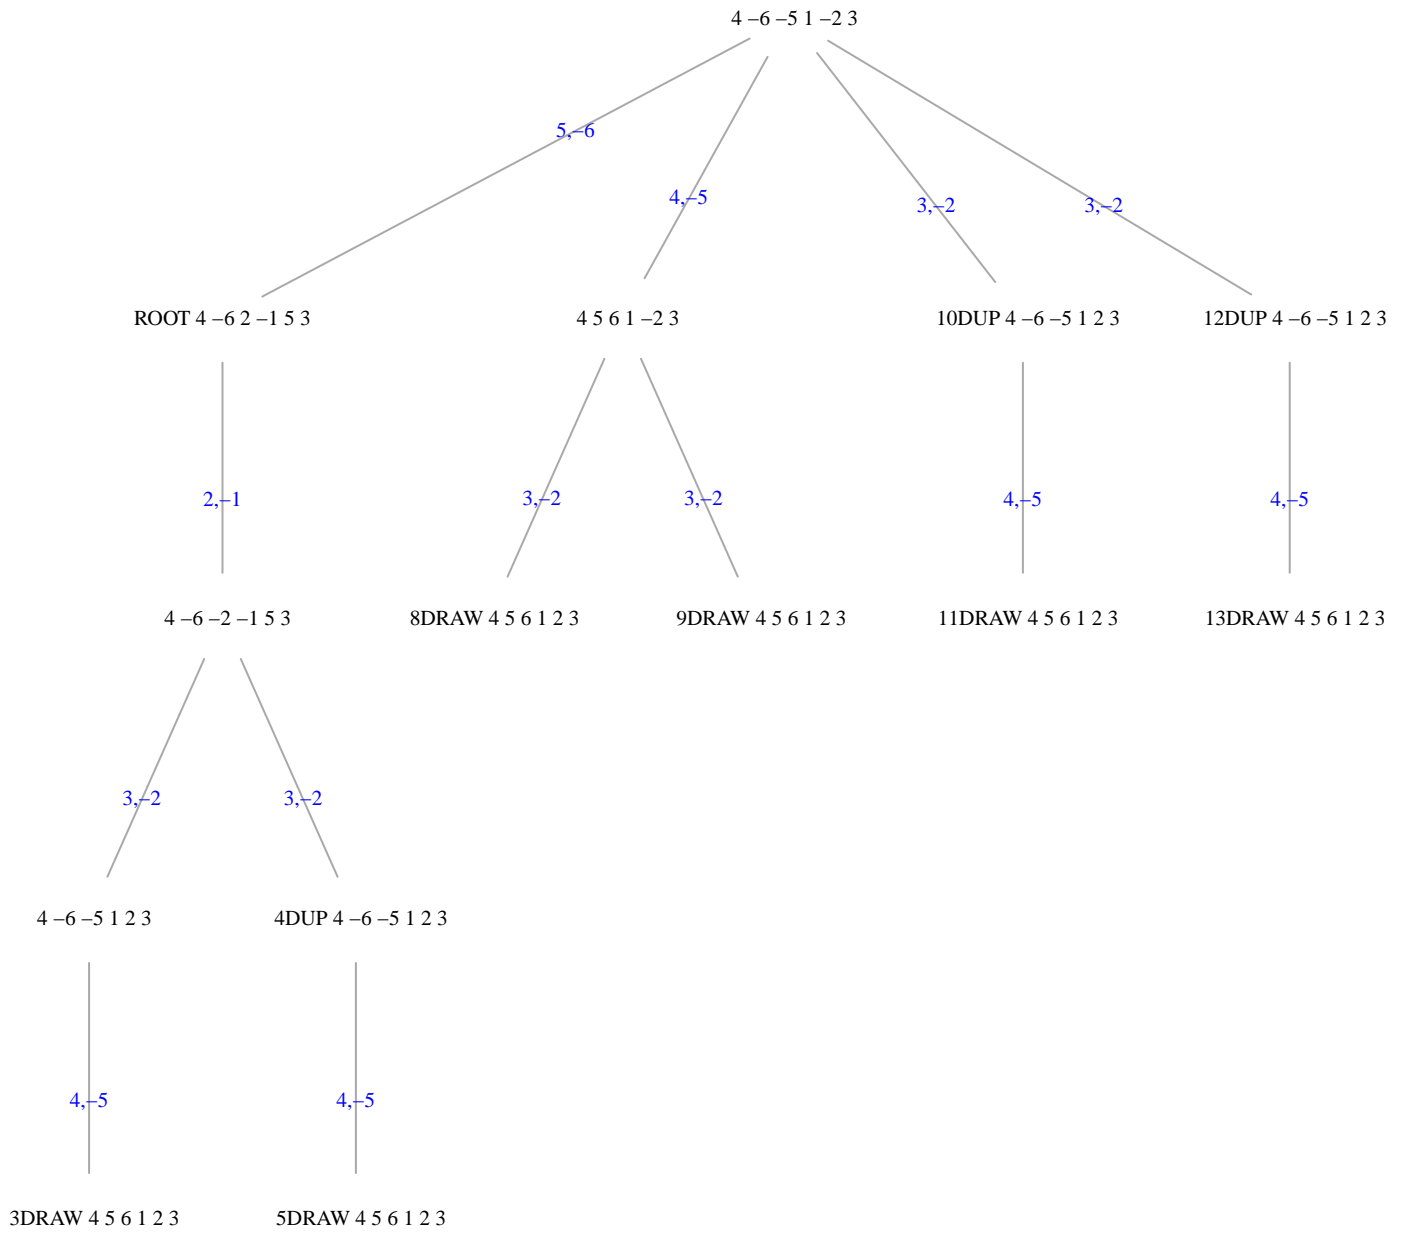 4 –6 –5 1 –2 3
5,–6
4,–5
3,–2
3,–2
ROOT 4 –6 2 –1 5 3
4 5 6 1 –2 3
10DUP 4 –6 –5 1 2 3
12DUP 4 –6 –5 1 2 3
2,–1
3,–2
3,–2
4,–5
4,–5
4 –6 –2 –1 5 3
8DRAW 4 5 6 1 2 3
9DRAW 4 5 6 1 2 3
11DRAW 4 5 6 1 2 3
13DRAW 4 5 6 1 2 3
3,–2
3,–2
4 –6 –5 1 2 3
4DUP 4 –6 –5 1 2 3
4,–5
4,–5
3DRAW 4 5 6 1 2 3
5DRAW 4 5 6 1 2 3